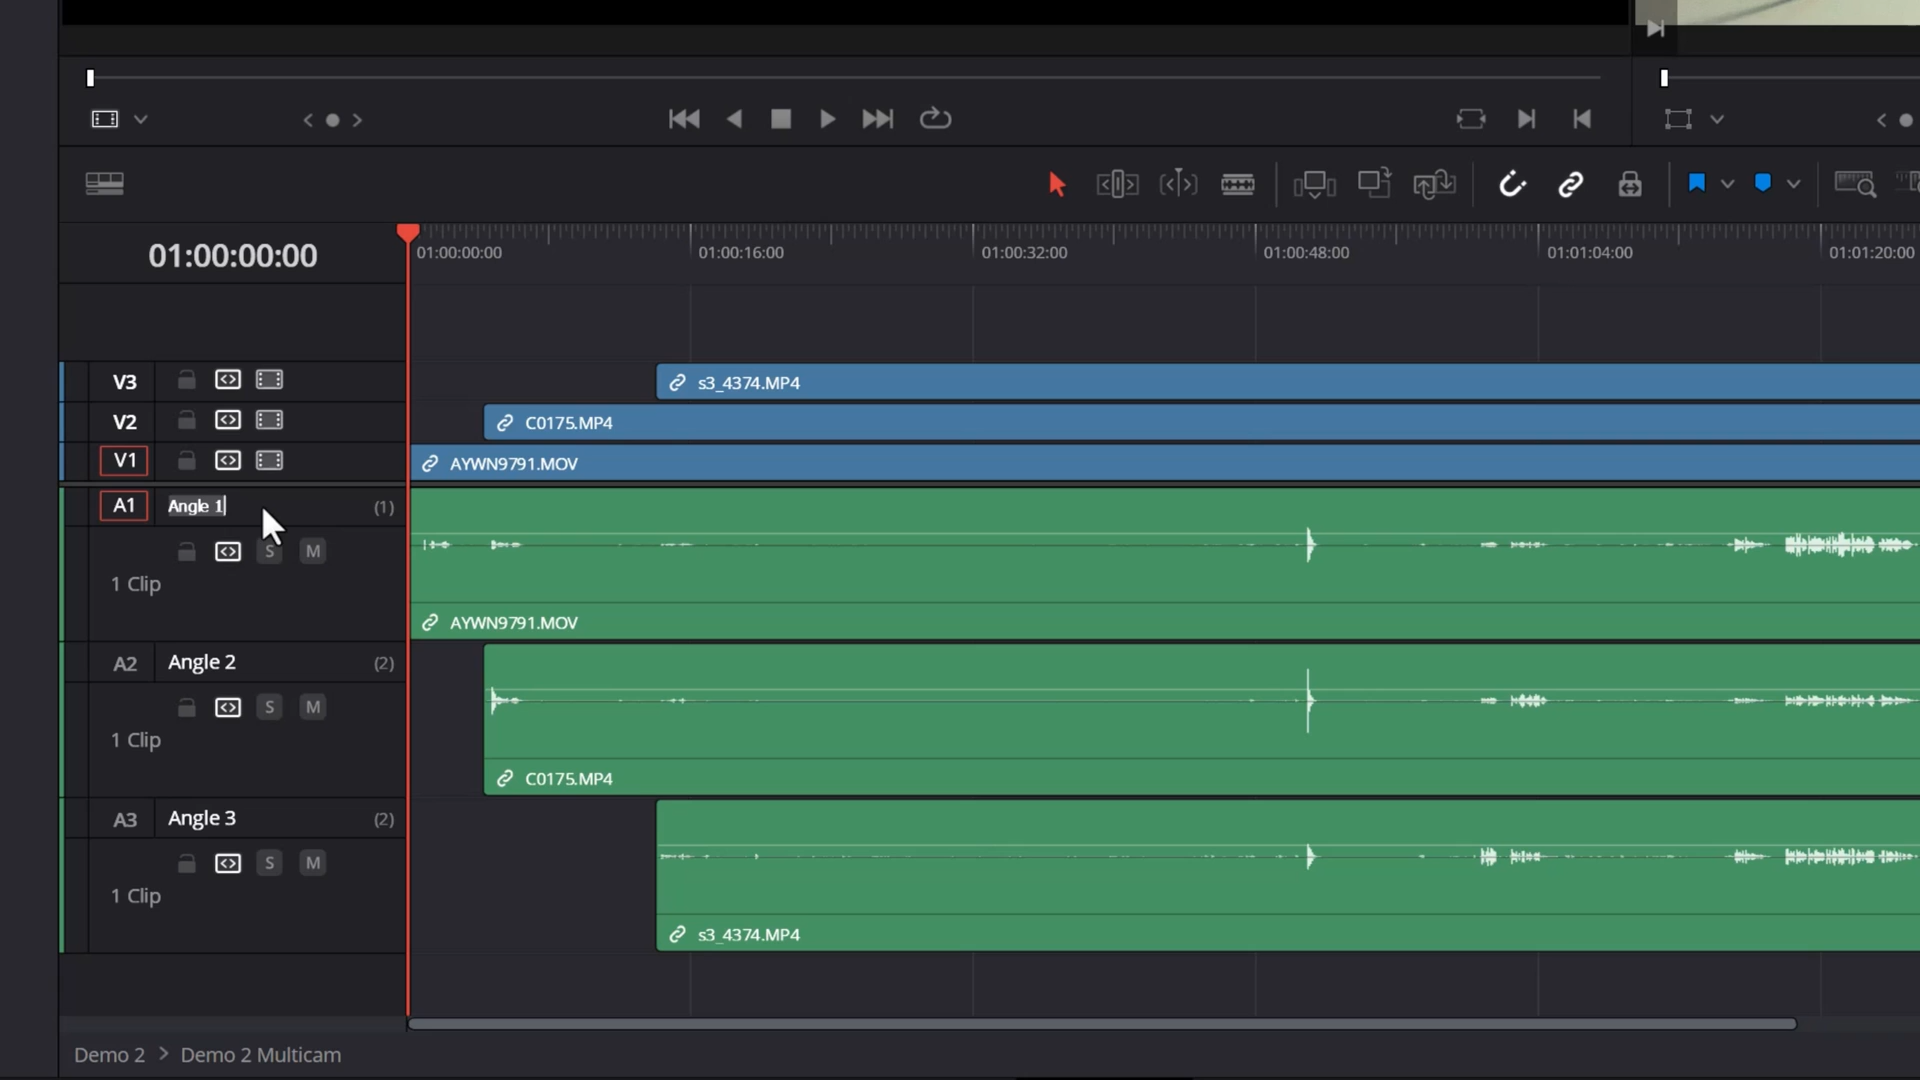 01:00:00:00
01:00:00:00 01:00:16:00 01:00:32:00 01:00:48:00 01:01:04:00 01:01:20:00
V3 s3_4374.MP4
V2 C0175.MP4
V1 AYWN9791.MOV
A1 Angle 1 (1)
S M
1 Clip
AYWN9791.MOV
A2 Angle 2 (2)
S M
1 Clip
C0175.MP4
A3 Angle 3 (2)
S M
1 Clip
s3_4374.MP4
Demo 2 > Demo 2 Multicam